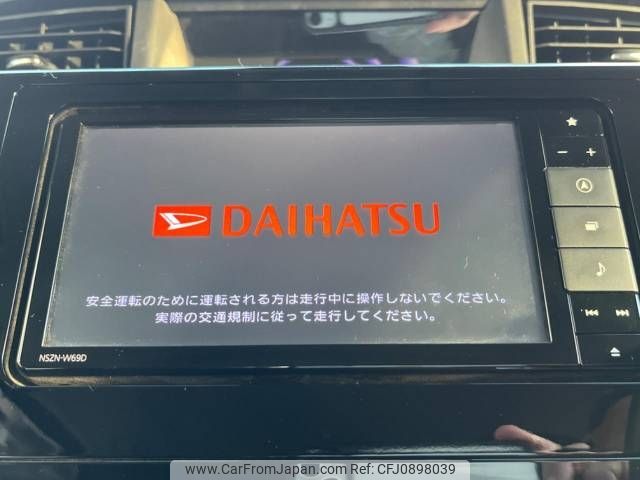 DAIHATSU
安全運転のために運転される方は走行中に操作しないでください。
実際の交通規制に従って走行してください。
NSZN-W69D
www.CarFromJapan.com - CFJ0898039